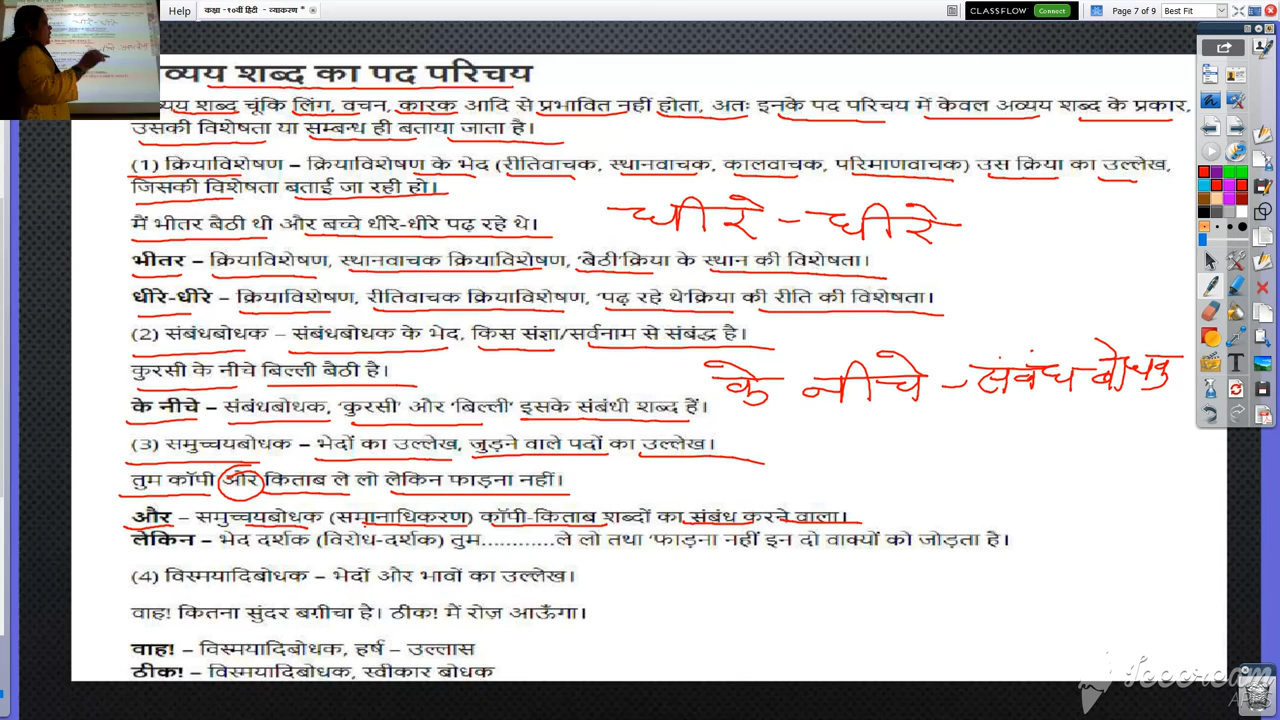 Help कक्षा -१०वीं हिंदी - व्याकरण * CLASSFLOW Connect Page 7 of 9 Best Fit
व्यय शब्द का पद परिचय
शब्द चूंकि लिंग, वचन, कारक आदि से प्रभावित नहीं होता, अतः इनके पद परिचय में केवल अव्यय शब्द के प्रकार,
उसकी विशेषता या सम्बन्ध ही बताया जाता है।
(1) क्रियाविशेषण – क्रियाविशेषण के भेद (रीतिवाचक, स्थानवाचक, कालवाचक, परिमाणवाचक) उस क्रिया का उल्लेख,
जिसकी विशेषता बताई जा रही हो।
धीरे - धीरे
मैं भीतर बैठी थी और बच्चे धीरे-धीरे पढ़ रहे थे।
भीतर – क्रियाविशेषण, स्थानवाचक क्रियाविशेषण, 'बैठी'क्रिया के स्थान की विशेषता।
धीरे-धीरे – क्रियाविशेषण, रीतिवाचक क्रियाविशेषण, 'पढ़ रहे थे'क्रिया की रीति की विशेषता।
(2) संबंधबोधक – संबंधबोधक के भेद, किस संज्ञा/सर्वनाम से संबंद्ध है।
कुरसी के नीचे बिल्ली बैठी है।
के नीचे - संबंध बोधक
के नीचे – संबंधबोधक, 'कुरसी' और 'बिल्ली' इसके संबंधी शब्द हें।
(3) समुच्चयबोधक – भेदों का उल्लेख, जुड़ने वाले पदों का उल्लेख।
तुम कॉपी और किताब ले लो लेकिन फाड़ना नहीं।
और – समुच्चयबोधक (समानाधिकरण) कॉपी-किताब शब्दों का संबंध करने वाला।
लेकिन – भेद दर्शक (विरोध-दर्शक) तुम............ले लो तथा 'फाड़ना नहीं इन दो वाक्यों को जोड़ता है।
(4) विस्मयादिबोधक – भेदों और भावों का उल्लेख।
वाह! कितना सुंदर बग़ीचा है। ठीक! में रोज़ आऊँगा।
वाह! – विस्मयादिबोधक, हर्ष – उल्लास
ठीक! – विस्मयादिबोधक, स्वीकार बोधक